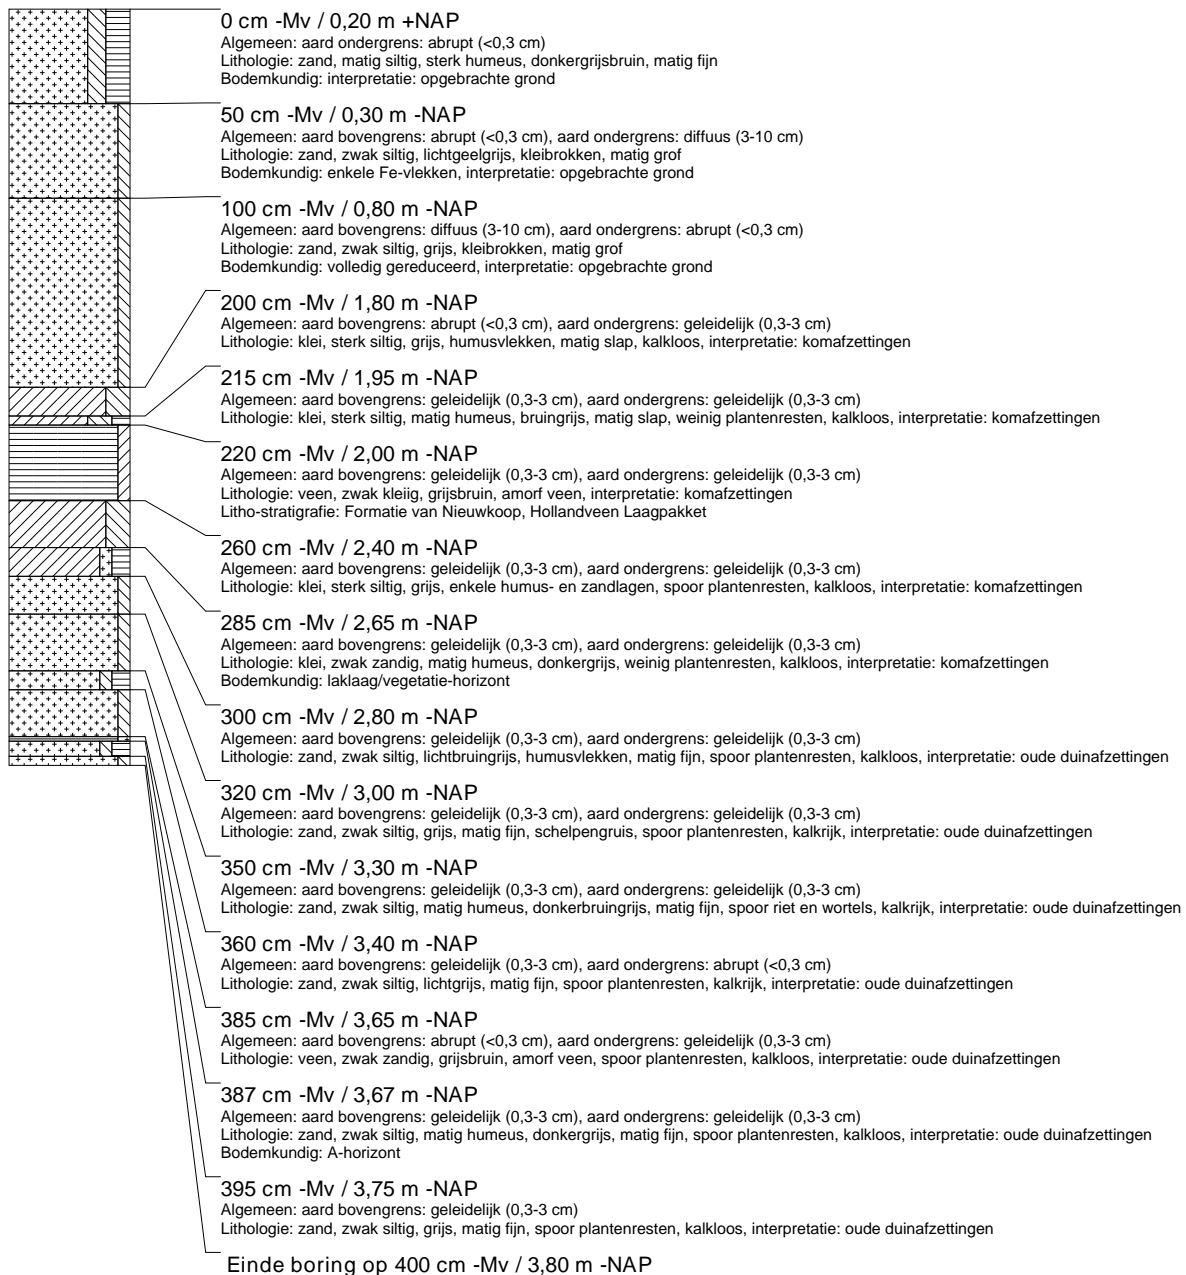 0 cm -Mv / 0,20 m +NAP
Algemeen: aard ondergrens: abrupt (<0,3 cm)
Lithologie: zand, matig siltig, sterk humeus, donkergrijsbruin, matig fijn
Bodemkundig: interpretatie: opgebrachte grond
50 cm -Mv / 0,30 m -NAP
Algemeen: aard bovengrens: abrupt (<0,3 cm), aard ondergrens: diffuus (3-10 cm)
Lithologie: zand, zwak siltig, lichtgeelgrijs, kleibrokken, matig grof
Bodemkundig: enkele Fe-vlekken, interpretatie: opgebrachte grond
100 cm -Mv / 0,80 m -NAP
Algemeen: aard bovengrens: diffuus (3-10 cm), aard ondergrens: abrupt (<0,3 cm)
Lithologie: zand, zwak siltig, grijs, kleibrokken, matig grof
Bodemkundig: volledig gereduceerd, interpretatie: opgebrachte grond
200 cm -Mv / 1,80 m -NAP
Algemeen: aard bovengrens: abrupt (<0,3 cm), aard ondergrens: geleidelijk (0,3-3 cm)
Lithologie: klei, sterk siltig, grijs, humusvlekken, matig slap, kalkloos, interpretatie: komafzettingen
215 cm -Mv / 1,95 m -NAP
Algemeen: aard bovengrens: geleidelijk (0,3-3 cm), aard ondergrens: geleidelijk (0,3-3 cm)
Lithologie: klei, sterk siltig, matig humeus, bruingrijs, matig slap, weinig plantenresten, kalkloos, interpretatie: komafzettingen
220 cm -Mv / 2,00 m -NAP
Algemeen: aard bovengrens: geleidelijk (0,3-3 cm), aard ondergrens: geleidelijk (0,3-3 cm)
Lithologie: veen, zwak kleiig, grijsbruin, amorf veen, interpretatie: komafzettingen
Litho-stratigrafie: Formatie van Nieuwkoop, Hollandveen Laagpakket
260 cm -Mv / 2,40 m -NAP
Algemeen: aard bovengrens: geleidelijk (0,3-3 cm), aard ondergrens: geleidelijk (0,3-3 cm)
Lithologie: klei, sterk siltig, grijs, enkele humus- en zandlagen, spoor plantenresten, kalkloos, interpretatie: komafzettingen
285 cm -Mv / 2,65 m -NAP
Algemeen: aard bovengrens: geleidelijk (0,3-3 cm), aard ondergrens: geleidelijk (0,3-3 cm)
Lithologie: klei, zwak zandig, matig humeus, donkergrijs, weinig plantenresten, kalkloos, interpretatie: komafzettingen
Bodemkundig: laklaag/vegetatie-horizont
300 cm -Mv / 2,80 m -NAP
Algemeen: aard bovengrens: geleidelijk (0,3-3 cm), aard ondergrens: geleidelijk (0,3-3 cm)
Lithologie: zand, zwak siltig, lichtbruingrijs, humusvlekken, matig fijn, spoor plantenresten, kalkloos, interpretatie: oude duinafzettingen
320 cm -Mv / 3,00 m -NAP
Algemeen: aard bovengrens: geleidelijk (0,3-3 cm), aard ondergrens: geleidelijk (0,3-3 cm)
Lithologie: zand, zwak siltig, grijs, matig fijn, schelpengruis, spoor plantenresten, kalkrijk, interpretatie: oude duinafzettingen
350 cm -Mv / 3,30 m -NAP
Algemeen: aard bovengrens: geleidelijk (0,3-3 cm), aard ondergrens: geleidelijk (0,3-3 cm)
Lithologie: zand, zwak siltig, matig humeus, donkerbruingrijs, matig fijn, spoor riet en wortels, kalkrijk, interpretatie: oude duinafzettingen
360 cm -Mv / 3,40 m -NAP
Algemeen: aard bovengrens: geleidelijk (0,3-3 cm), aard ondergrens: abrupt (<0,3 cm)
Lithologie: zand, zwak siltig, lichtgrijs, matig fijn, spoor plantenresten, kalkrijk, interpretatie: oude duinafzettingen
385 cm -Mv / 3,65 m -NAP
Algemeen: aard bovengrens: abrupt (<0,3 cm), aard ondergrens: geleidelijk (0,3-3 cm)
Lithologie: veen, zwak zandig, grijsbruin, amorf veen, spoor plantenresten, kalkloos, interpretatie: oude duinafzettingen
387 cm -Mv / 3,67 m -NAP
Algemeen: aard bovengrens: geleidelijk (0,3-3 cm), aard ondergrens: geleidelijk (0,3-3 cm)
Lithologie: zand, zwak siltig, matig humeus, donkergrijs, matig fijn, spoor plantenresten, kalkloos, interpretatie: oude duinafzettingen
Bodemkundig: A-horizont
395 cm -Mv / 3,75 m -NAP
Algemeen: aard bovengrens: geleidelijk (0,3-3 cm)
Lithologie: zand, zwak siltig, grijs, matig fijn, spoor plantenresten, kalkloos, interpretatie: oude duinafzettingen
Einde boring op 400 cm -Mv / 3,80 m -NAP